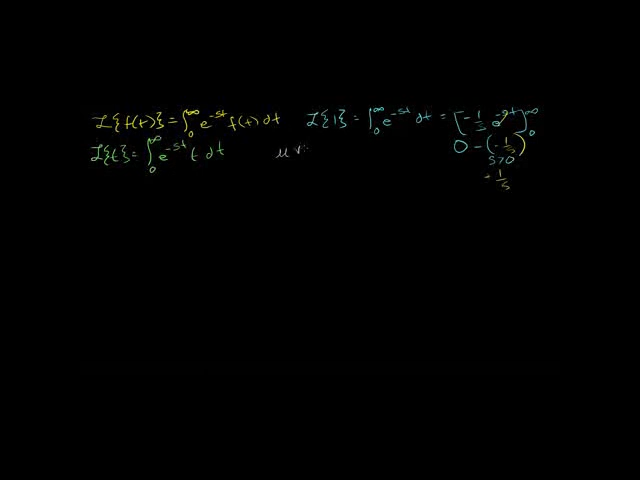 ℒ{f(t)} = ∫₀^∞ e^(-st) f(t) dt    ℒ{1} = ∫₀^∞ e^(-st) dt = [-1/s e^(-st)]₀^∞
0 - (-1/s)
s>0
= 1/s
ℒ{t} = ∫₀^∞ e^(-st) t dt    u v